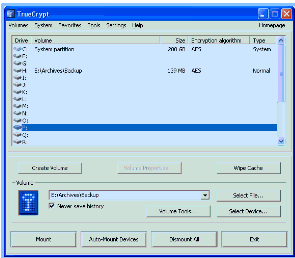 TrueCrypt
Volumes System Favorites Tools Settings Help Homepage
Drive Volume Size Encryption algorithm Type
C: System partition 200 GB AES System
F:
G:
H: E:\Archives\Backup 139 MB AES Normal
I:
J:
K:
L:
M:
N:
O:
P:
Q:
R:
Create Volume Volume Properties Wipe Cache
Volume
E:\Archives\Backup Select File...
Never save history
Volume Tools Select Device...
Mount Auto-Mount Devices Dismount All Exit